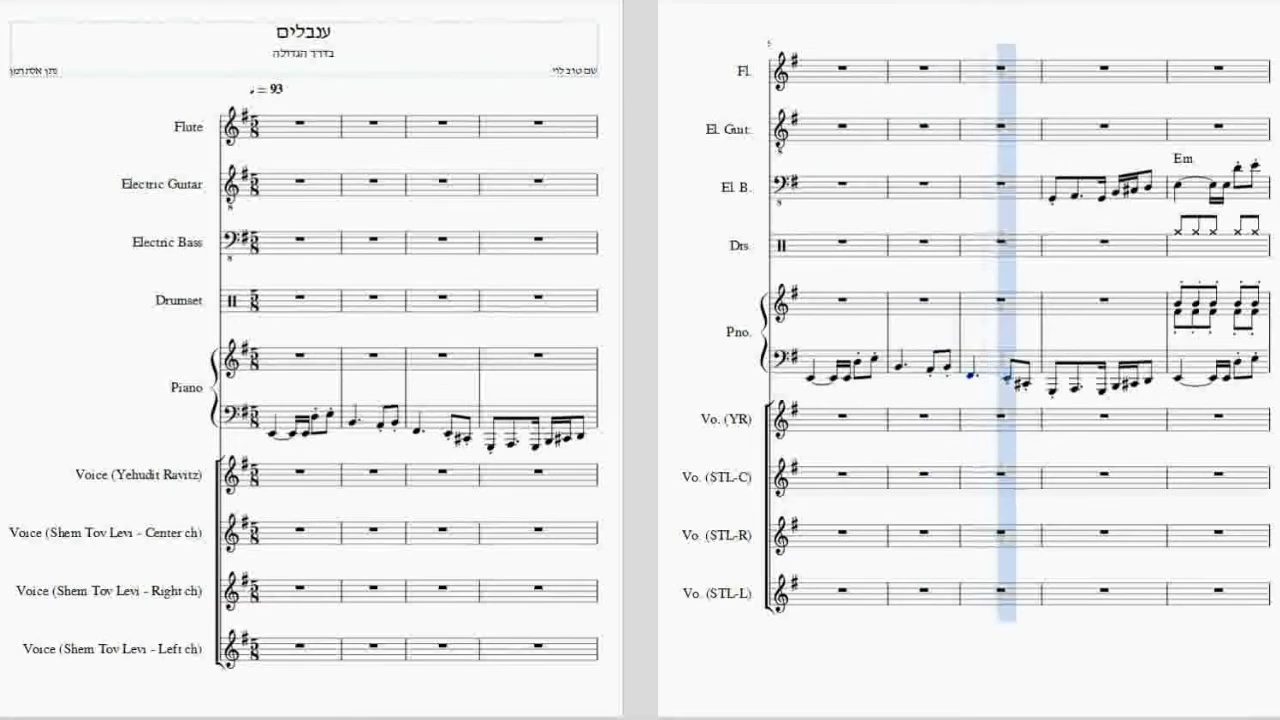 ענבלים
בדרך הגדולה
נתן אלתרמן
שם טוב לוי
♩ = 93
Flute
Electric Guitar
Electric Bass
Drumset
Piano
Voice (Yehudit Ravitz)
Voice (Shem Tov Levi - Center ch)
Voice (Shem Tov Levi - Right ch)
Voice (Shem Tov Levi - Left ch)
5
Fl.
El. Guit.
El. B.
Em
Drs.
Pno.
Vo. (YR)
Vo. (STL-C)
Vo. (STL-R)
Vo. (STL-L)